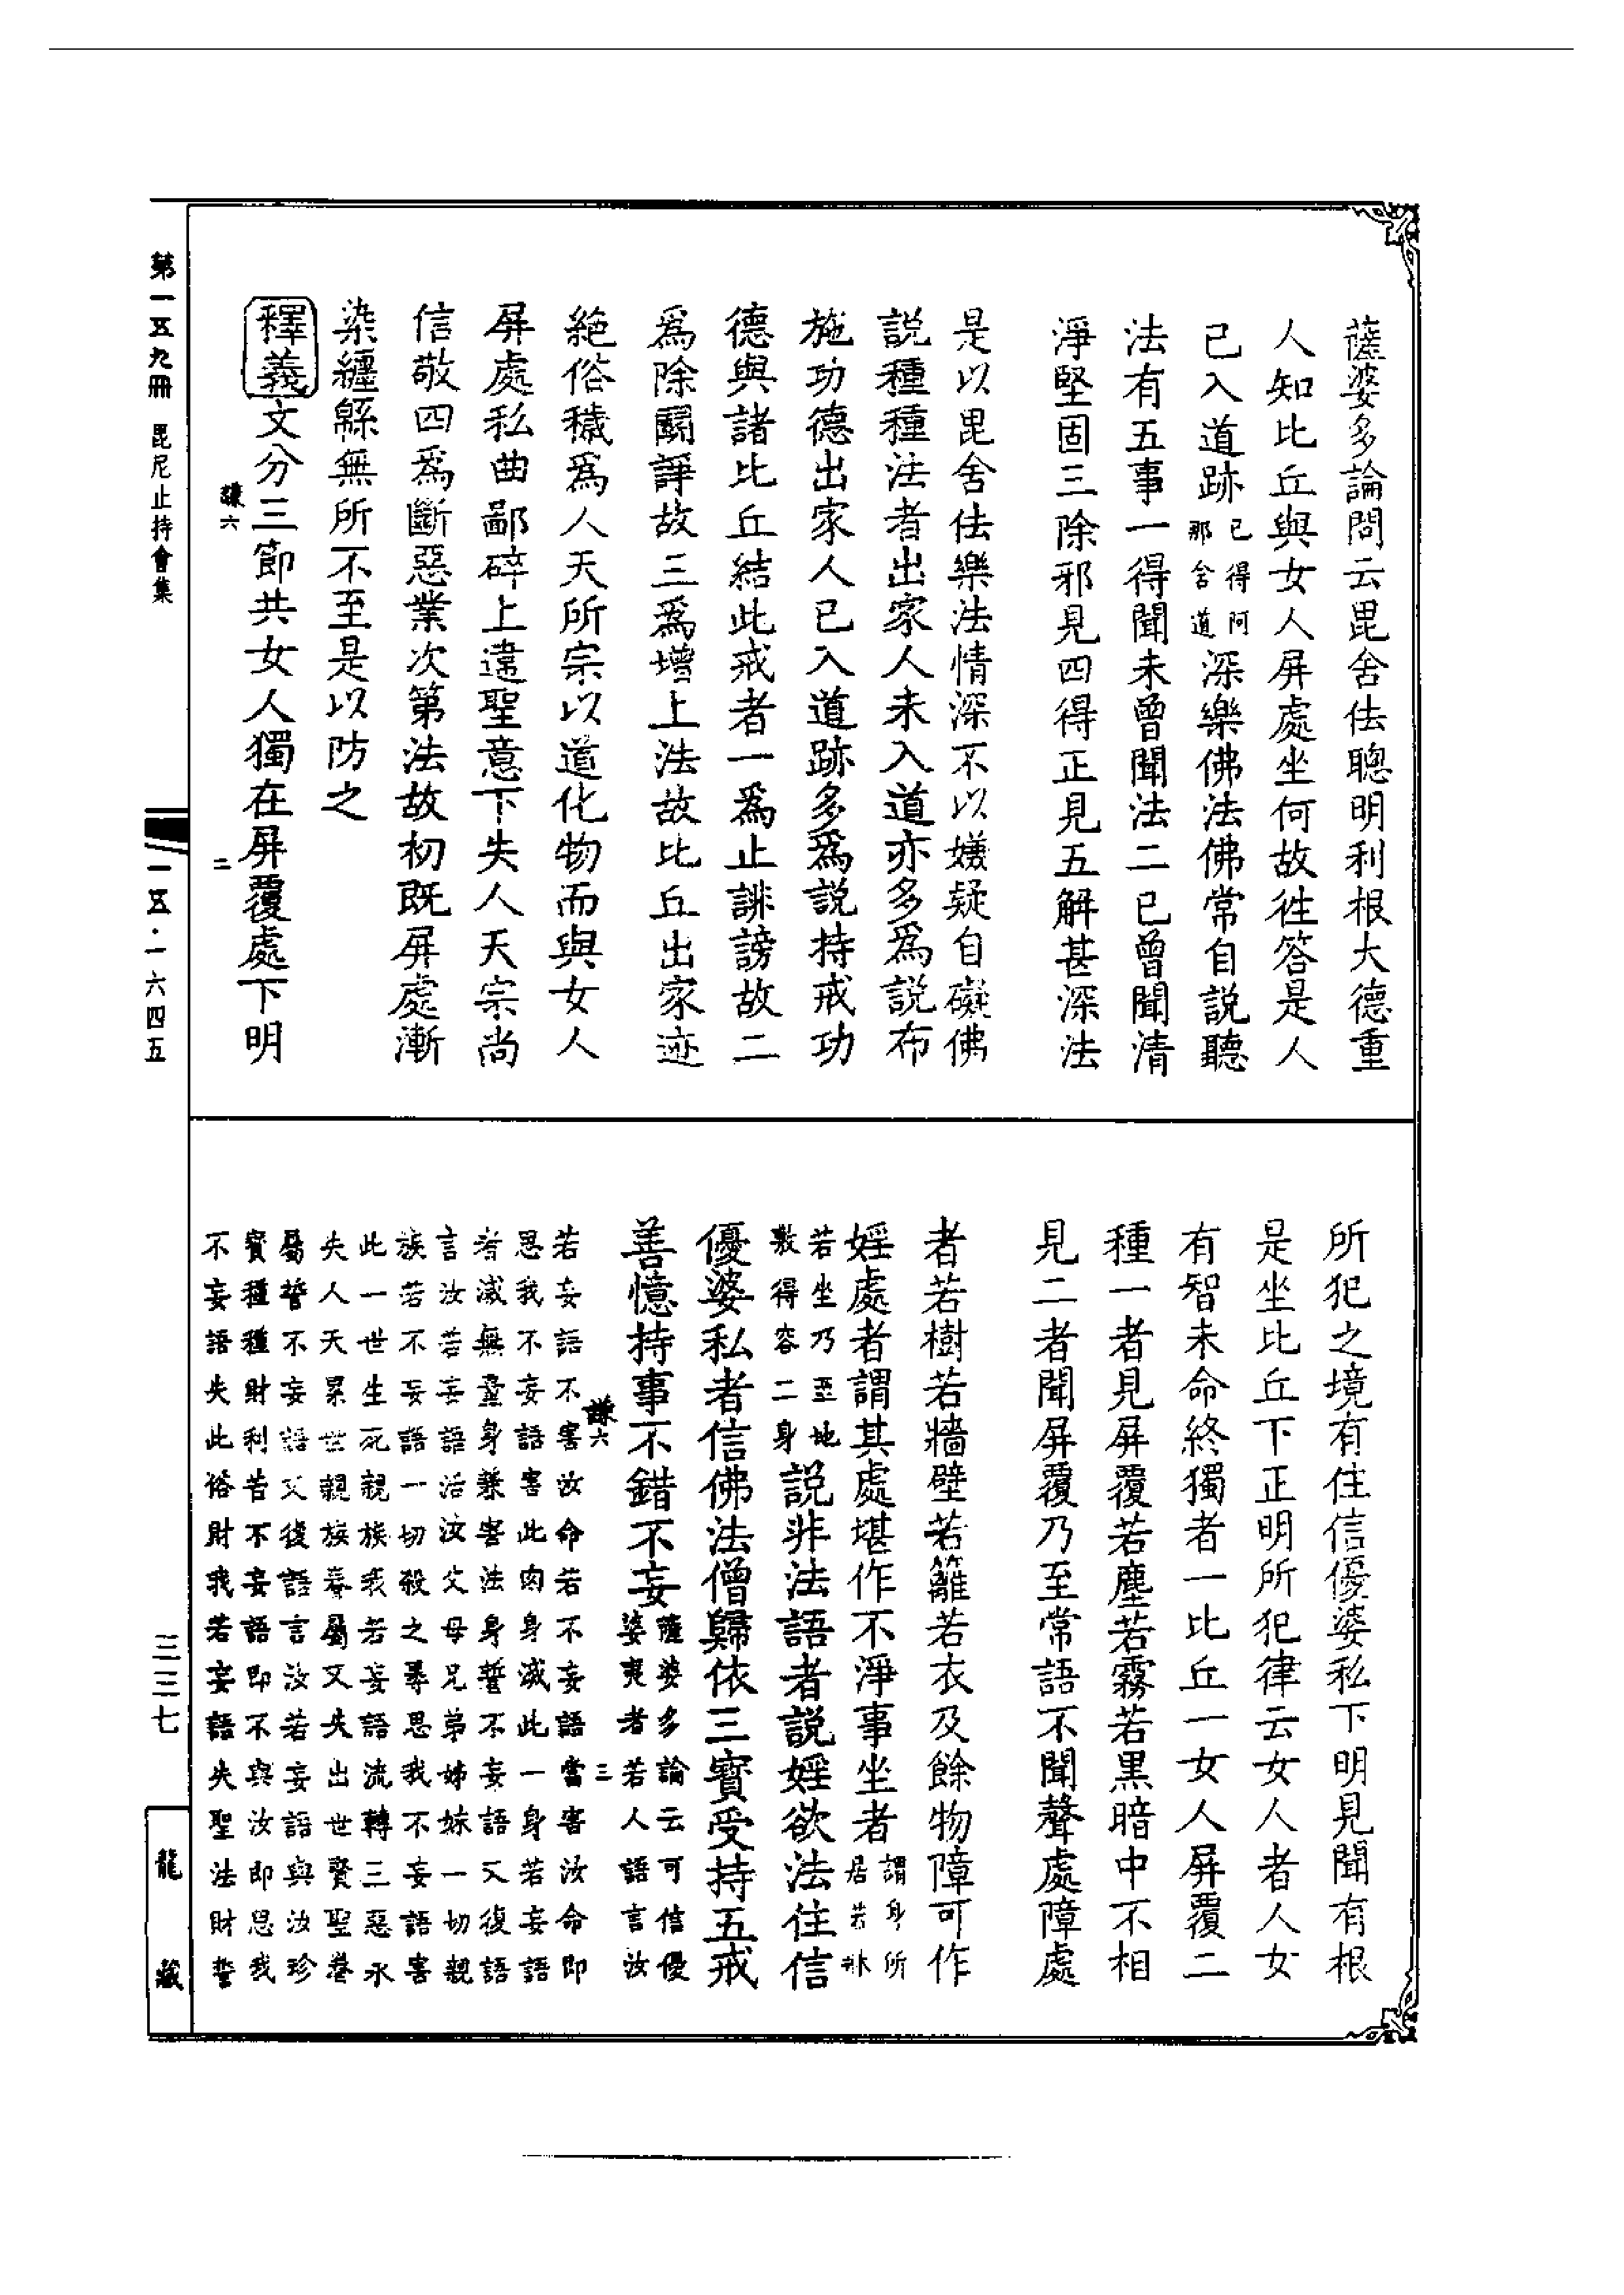 薩婆多論問云毘舍佉聰明利根大德重
人知比丘與女人屏處坐何故往答是人
已入道跡已得阿那舍道深樂佛法佛常自說聽
法有五事一得聞未曾聞法二已曾聞清
淨堅固三除邪見四得正見五解甚深法
是以毘舍佉樂法情深不以嫌疑自礙佛
說種種法者出家人未入道亦多為說布
施功德出家人已入道跡多為說持戒功
德與諸比丘結此戒者一為止誹謗故二
為除鬭諍故三為增上法故比丘出家迹
絕俗穢為人天所宗以道化物而與女人
屏處私曲鄙碎上違聖意下失人天宗尚
信敬四為斷惡業次第法故初既屏處漸
染纏緜無所不至是以防之
釋義文分三節共女人獨在屏覆處下明
謙六
二
所犯之境有住信優婆私下明見聞有根
是坐比丘下正明所犯律云女人者人女
有智未命終獨者一比丘一女人屏覆二
種一者見屏覆若塵若霧若黑暗中不相
見二者聞屏覆乃至常語不聞聲處障處
者若樹若牆壁若籬若衣及餘物障可作
婬處者謂其處堪作不淨事坐者謂身所居若牀
若坐乃至地敷得容二身說非法語者說婬欲法住信
優婆私者信佛法僧歸依三寶受持五戒
善憶持事不錯不妄薩婆多論云可信優婆夷者若人語言汝
謙六
三
若妄語不害故命若不妄語當害汝命即
思我不妄語害此肉身滅此一身若妄語
者滅無量身兼害法身誓不妄語又復語
言汝若妄語活汝父母兄弟姊妹一切親
族若不妄語一切殺之尋思我不妄語害
此一世生死親族我若妄語流轉三惡永
失人天累世親族眷屬又失出世賢聖眷
屬誓不妄語又復語言汝若妄語與汝珍
寶種種財利若不妄語即不與汝即思我
不妄語失此俗財我若妄語失聖法財誓
第一五九冊
毘尼止持會集
一五·一六四五
三三七
龍藏